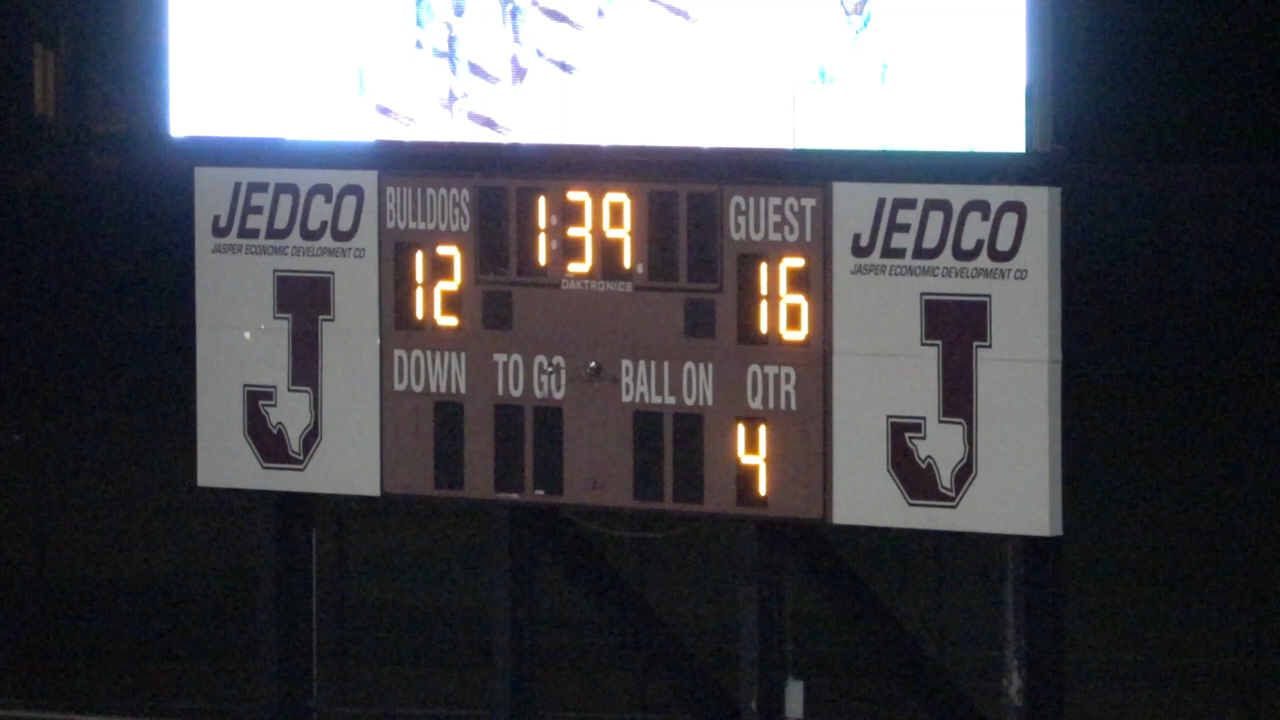 JEDCO
JASPER ECONOMIC DEVELOPMENT CO
J
BULLDOGS
1:39
GUEST
12
DAKTRONICS
16
DOWN
TO GO
BALL ON
QTR
4
JEDCO
JASPER ECONOMIC DEVELOPMENT CO
J